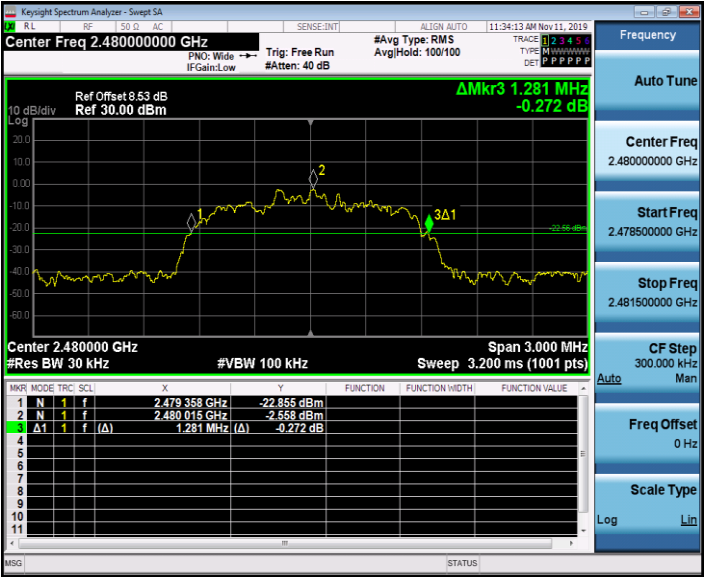 Keysight Spectrum Analyzer - Swept SA
RL RF 50 Ω AC SENSE:INT ALIGN AUTO 11:34:13 AM Nov 11, 2019
Center Freq 2.480000000 GHz
PNO: Wide
IFGain:Low
Trig: Free Run
#Atten: 40 dB
#Avg Type: RMS
Avg|Hold: 100/100
TRACE 1 2 3 4 5 6
TYPE M W W W W W
DET P P P P P P
Ref Offset 8.53 dB
Ref 30.00 dBm
10 dB/div
Log
ΔMkr3 1.281 MHz
-0.272 dB
20.0
10.0
0.00
-10.0
-20.0
-30.0
-40.0
-50.0
-60.0
1
2
3Δ1
-22.56 dBm
Center 2.480000 GHz Span 3.000 MHz
#Res BW 30 kHz #VBW 100 kHz Sweep 3.200 ms (1001 pts)
MKR MODE TRC SCL X Y FUNCTION FUNCTION WIDTH FUNCTION VALUE
1 N 1 f 2.479 358 GHz -22.855 dBm
2 N 1 f 2.480 015 GHz -2.558 dBm
3 Δ1 1 f (Δ) 1.281 MHz (Δ) -0.272 dB
4
5
6
7
8
9
10
11
MSG STATUS
Frequency
Auto Tune
Center Freq
2.480000000 GHz
Start Freq
2.478500000 GHz
Stop Freq
2.481500000 GHz
CF Step
300.000 kHz
Auto Man
Freq Offset
0 Hz
Scale Type
Log Lin